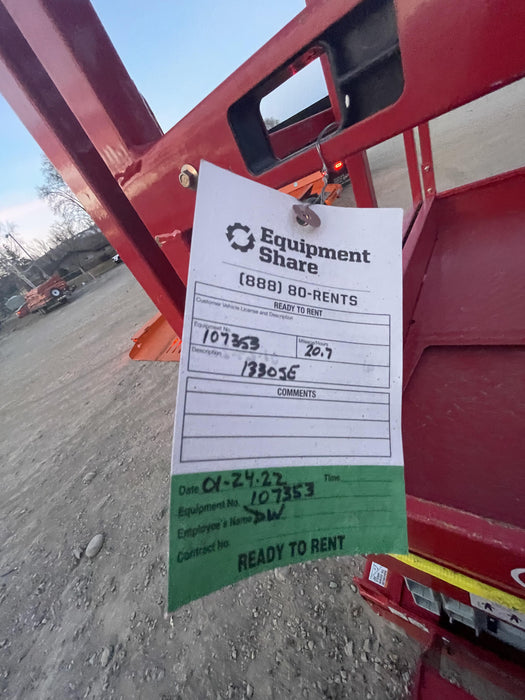 Equipment
Share
(888) 80-RENTS
READY TO RENT
Customer Vehicle License and Description
Equipment No. Mileage/Hours
107353 20.7
Description
1330SE
COMMENTS
Date 01-24-22 Time
Equipment No. 107353
Employee's Name DW
Contract No.
READY TO RENT